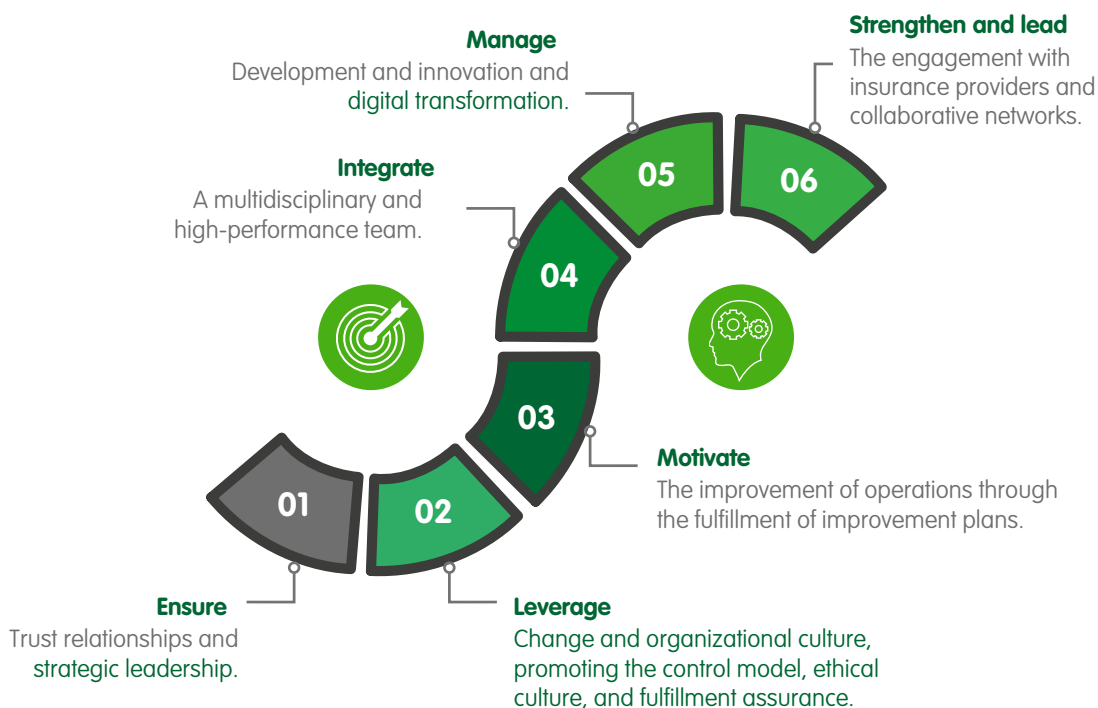 01
Ensure
Trust relationships and
strategic leadership.
02
Leverage
Change and organizational culture,
promoting the control model, ethical
culture, and fulfillment assurance.
03
Motivate
The improvement of operations through
the fulfillment of improvement plans.
04
Integrate
A multidisciplinary and
high-performance team.
05
Manage
Development and innovation and
digital transformation.
06
Strengthen and lead
The engagement with
insurance providers and
collaborative networks.